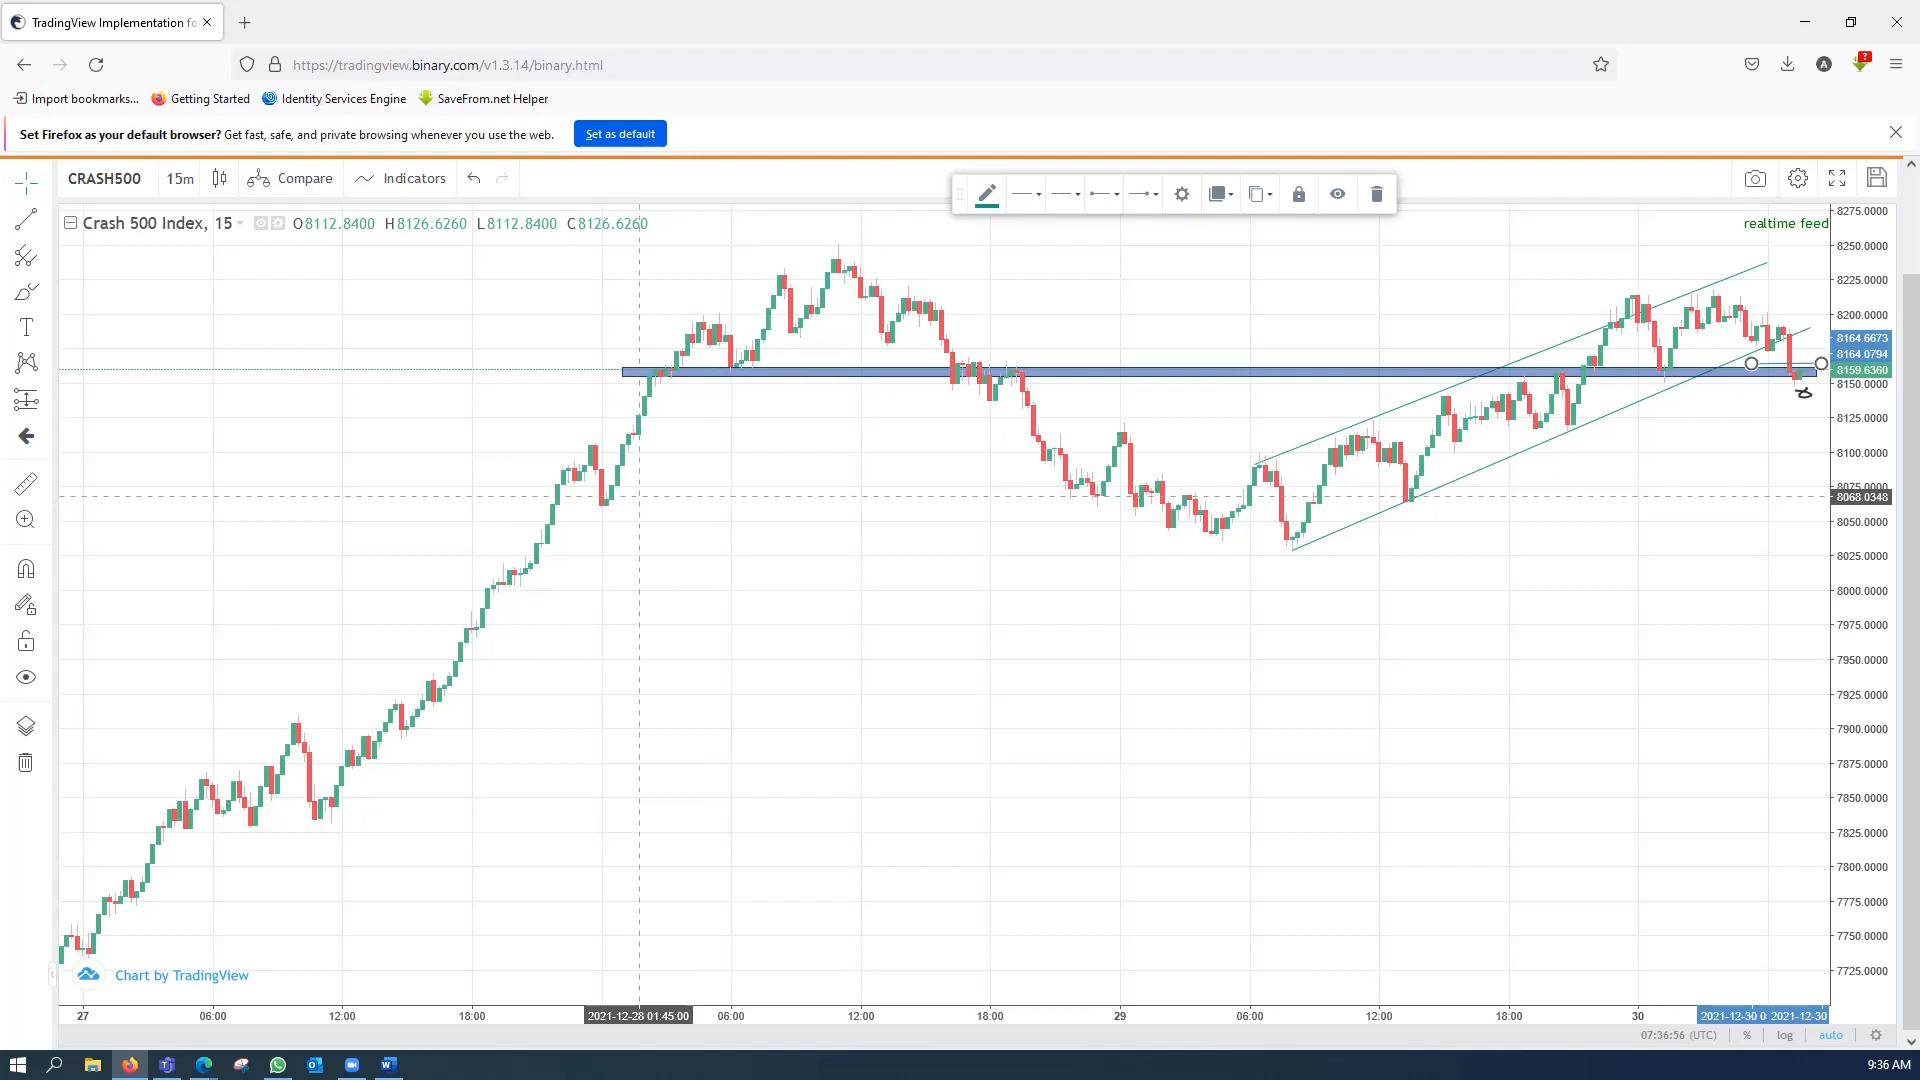 TradingView Implementation fo
https://tradingview.binary.com/v1.3.14/binary.html
Import bookmarks...
Getting Started
Identity Services Engine
SaveFrom.net Helper
Set Firefox as your default browser? Get fast, safe, and private browsing whenever you use the web.
Set as default
CRASH500
15m
Compare
Indicators
Crash 500 Index, 15
O8112.8400 H8126.6260 L8112.8400 C8126.6260
realtime feed
8275.0000
8250.0000
8225.0000
8200.0000
8164.6673
8164.0794
8159.6360
8150.0000
8125.0000
8100.0000
8075.0000
8068.0348
8050.0000
8025.0000
8000.0000
7975.0000
7950.0000
7925.0000
7900.0000
7875.0000
7850.0000
7825.0000
7800.0000
7775.0000
7750.0000
7725.0000
Chart by TradingView
27
06:00
12:00
18:00
2021-12-28 01:45:00
06:00
12:00
18:00
29
06:00
12:00
18:00
30
2021-12-30 0
2021-12-30
07:36:56 (UTC)
%
log
auto
9:36 AM